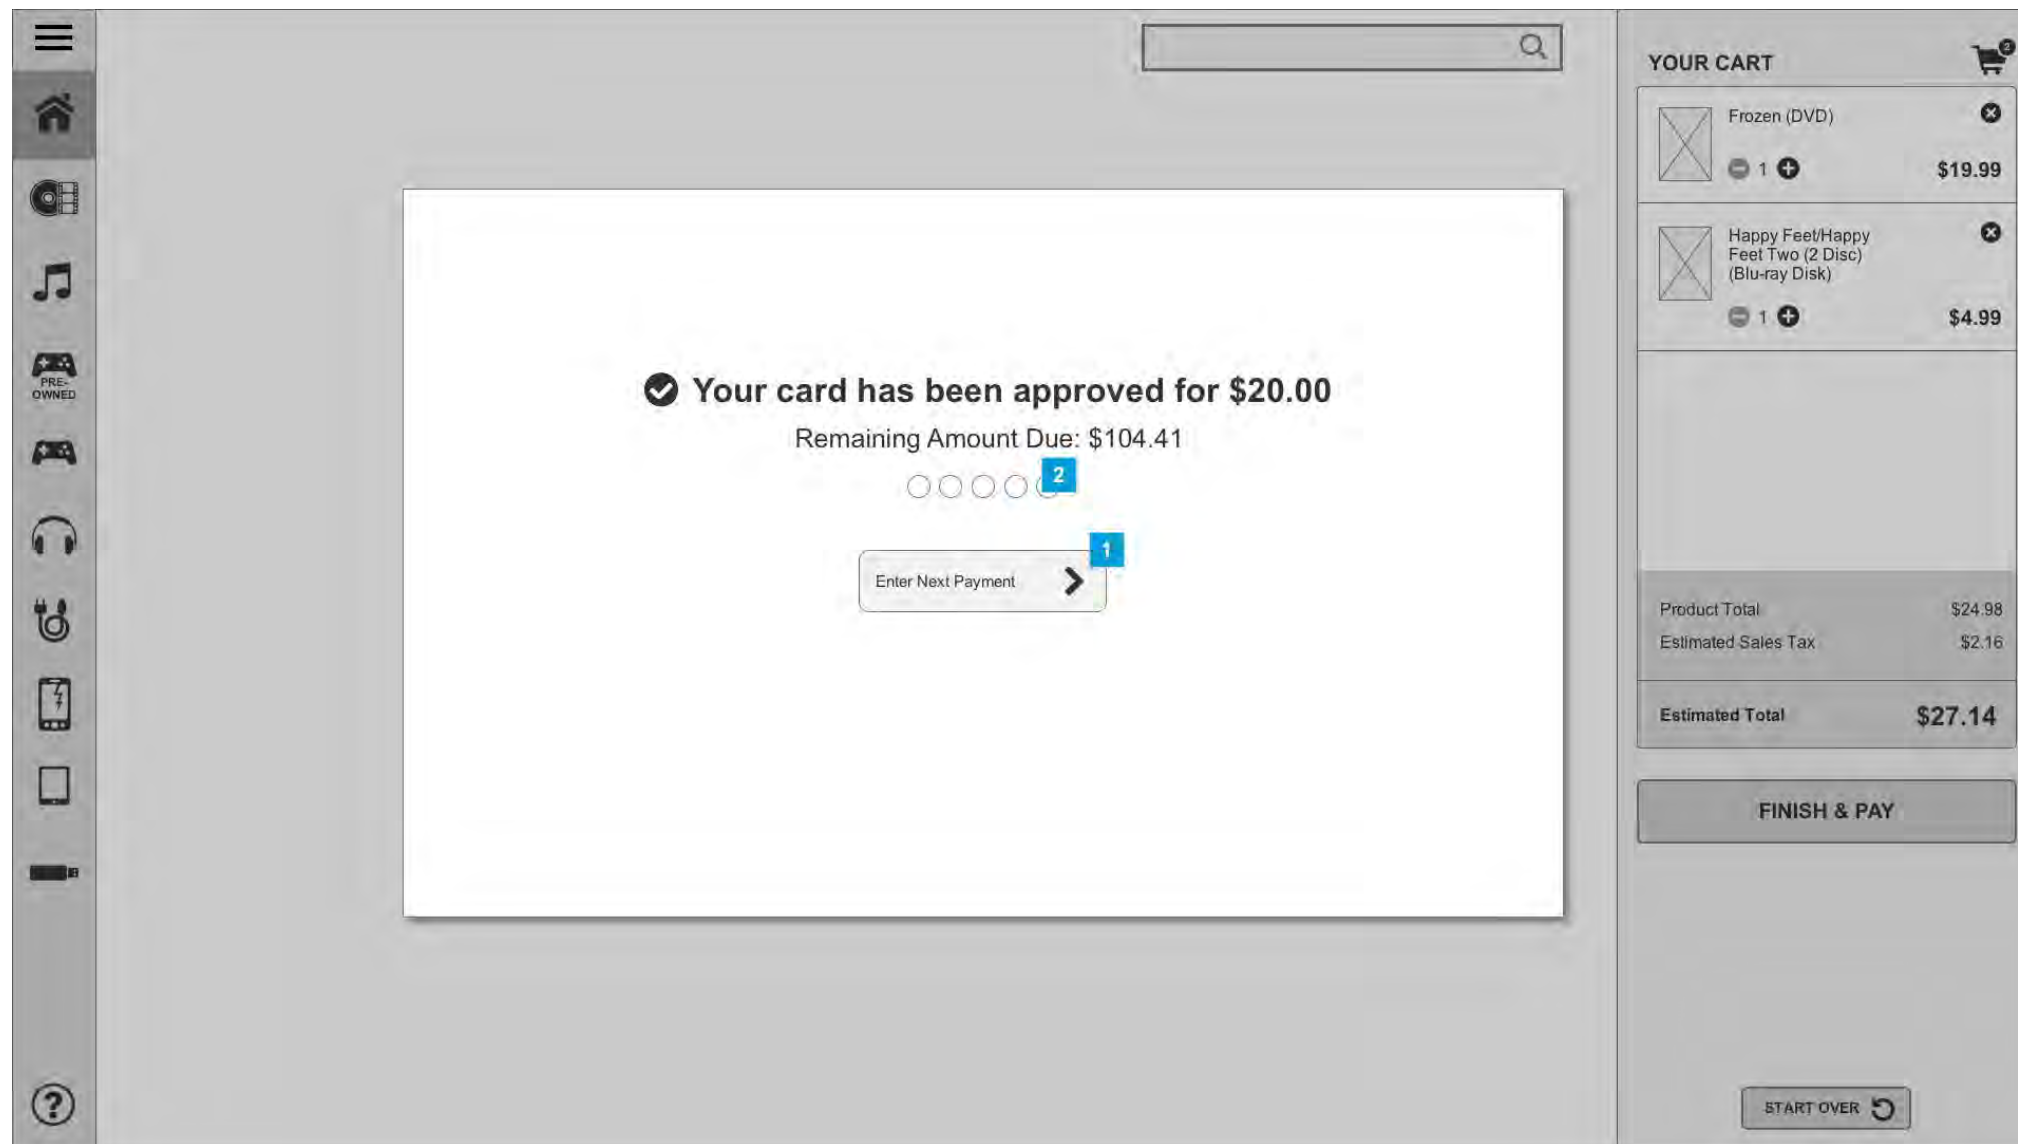 PRE-
OWNED
Your card has been approved for $20.00
Remaining Amount Due: $104.41
2
1
Enter Next Payment
YOUR CART
2
Frozen (DVD)
1
$19.99
Happy Feet/Happy
Feet Two (2 Disc)
(Blu-ray Disk)
1
$4.99
Product Total $24.98
Estimated Sales Tax $2.16
Estimated Total $27.14
FINISH & PAY
?
START OVER